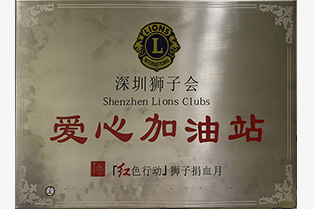 LIONS
L
INTERNATIONAL
深圳狮子会
Shenzhen Lions Clubs
爱心加油站
「红色行动」狮子捐血月